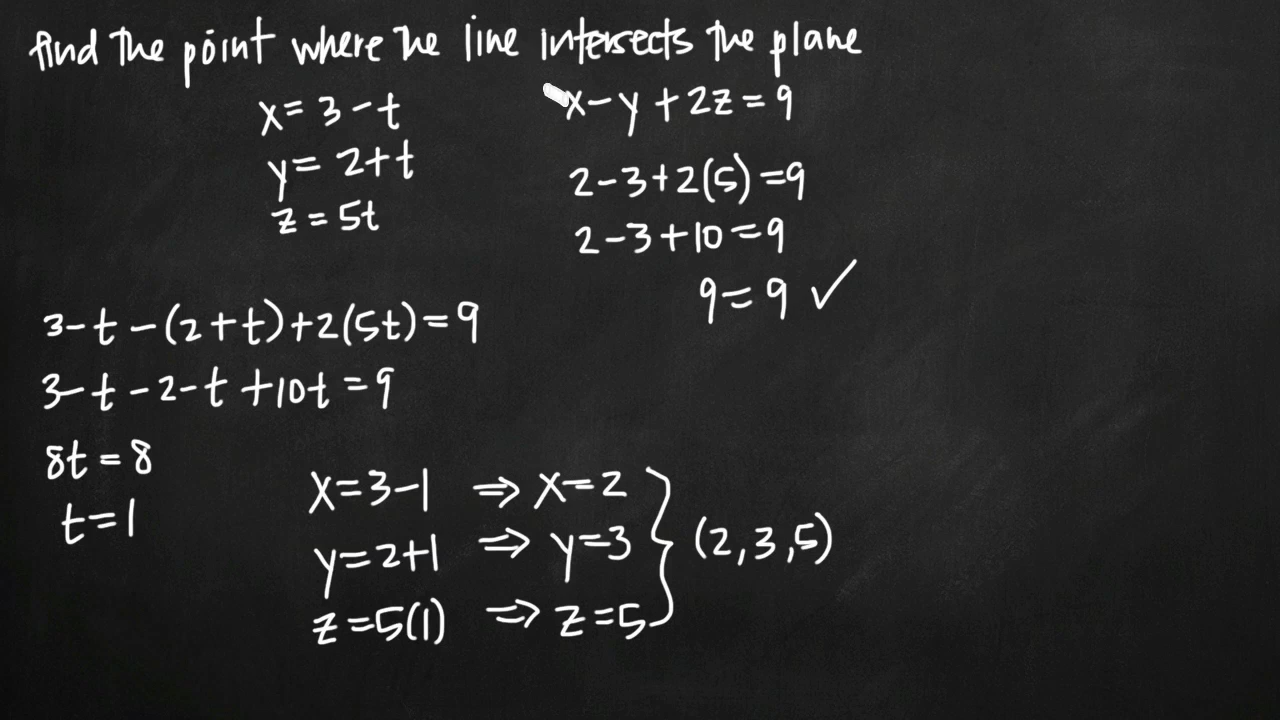 find the point where the line intersects the plane
x = 3 - t
y = 2 + t
z = 5t
x - y + 2z = 9
2 - 3 + 2(5) = 9
2 - 3 + 10 = 9
9 = 9 ✓
3 - t - (2 + t) + 2(5t) = 9
3 - t - 2 - t + 10t = 9
8t = 8
t = 1
x = 3 - 1 ⇒ x = 2
y = 2 + 1 ⇒ y = 3
z = 5(1) ⇒ z = 5
(2, 3, 5)